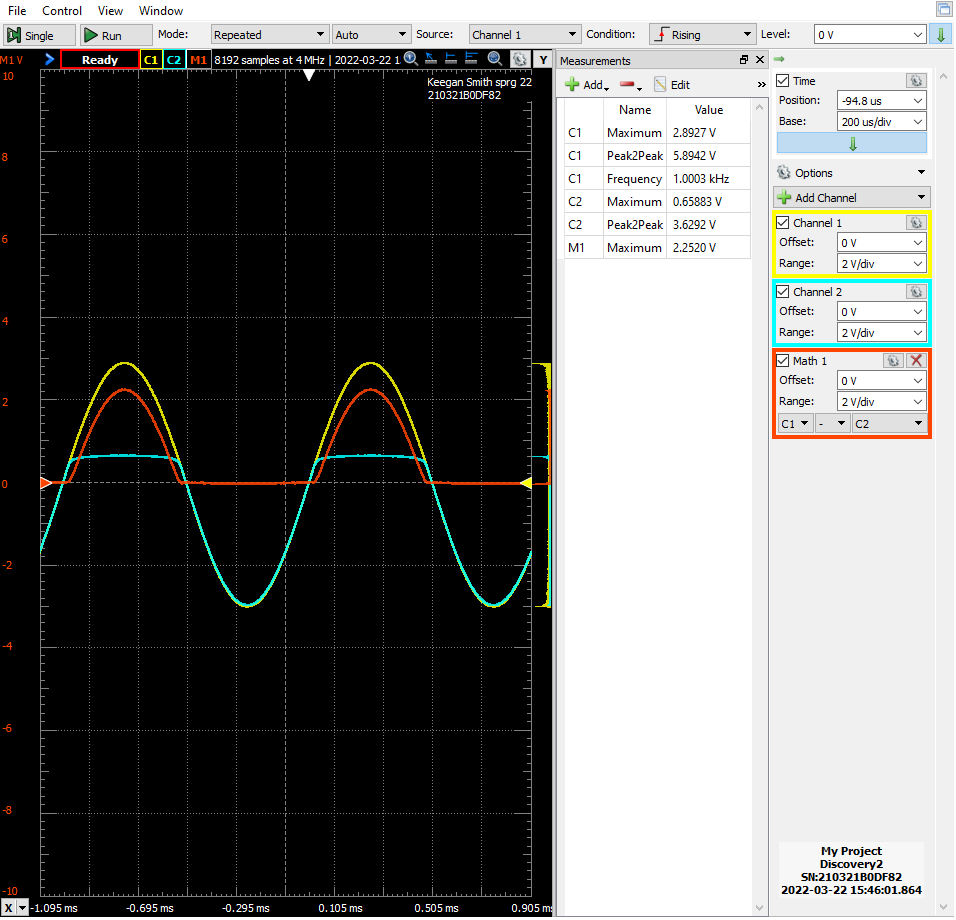 File Control View Window
Single Run Mode: Repeated Auto Source: Channel 1 Condition: Rising Level: 0 V
M1 V Ready C1 C2 M1 8192 samples at 4 MHz | 2022-03-22 1 Y
Keegan Smith sprg 22
210321B0DF82
10
8
6
4
2
0
-2
-4
-6
-8
-10
X -1.095 ms -0.695 ms -0.295 ms 0.105 ms 0.505 ms 0.905 ms
Measurements
Add Edit »
Name Value
C1 Maximum 2.8927 V
C1 Peak2Peak 5.8942 V
C1 Frequency 1.0003 kHz
C2 Maximum 0.65883 V
C2 Peak2Peak 3.6292 V
M1 Maximum 2.2520 V
Time
Position: -94.8 us
Base: 200 us/div
Options
Add Channel
Channel 1
Offset: 0 V
Range: 2 V/div
Channel 2
Offset: 0 V
Range: 2 V/div
Math 1
Offset: 0 V
Range: 2 V/div
C1 - C2
My Project
Discovery2
SN:210321B0DF82
2022-03-22 15:46:01.864